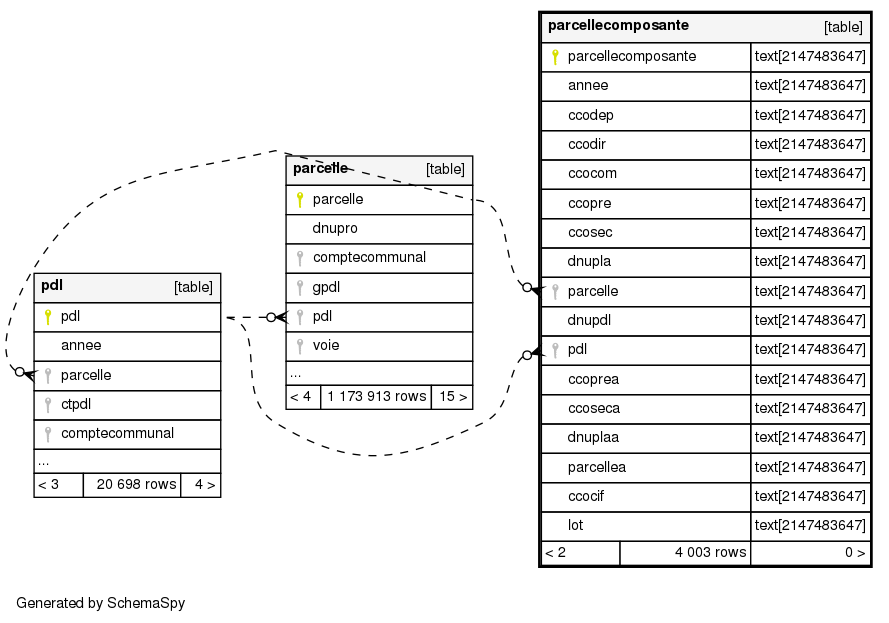 parcellecomposante [table]
parcellecomposante text[2147483647]
annee text[2147483647]
ccodep text[2147483647]
ccodir text[2147483647]
ccocom text[2147483647]
ccopre text[2147483647]
ccosec text[2147483647]
dnupla text[2147483647]
parcelle text[2147483647]
dnupdl text[2147483647]
pdl text[2147483647]
ccoprea text[2147483647]
ccoseca text[2147483647]
dnuplaa text[2147483647]
parcellea text[2147483647]
ccocif text[2147483647]
lot text[2147483647]
< 2 4 003 rows 0 >
parcelle [table]
parcelle
dnupro
comptecommunal
gpdl
pdl
voie
...
< 4 1 173 913 rows 15 >
pdl [table]
pdl
annee
parcelle
ctpdl
comptecommunal
...
< 3 20 698 rows 4 >
Generated by SchemaSpy